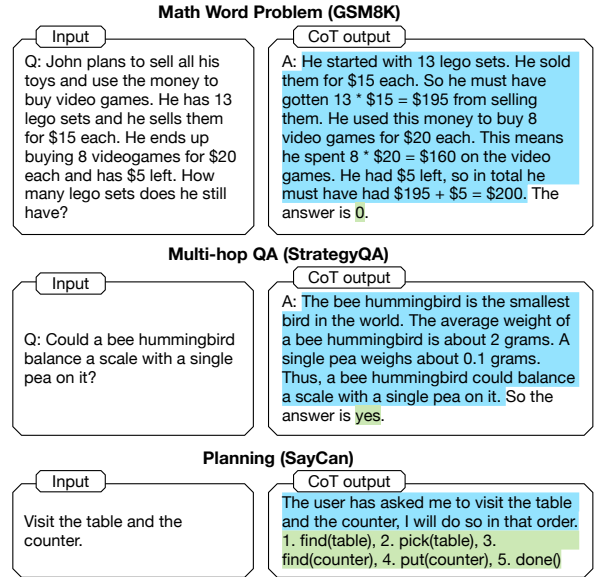 Math Word Problem (GSM8K)
Input
Q: John plans to sell all his
toys and use the money to
buy video games. He has 13
lego sets and he sells them
for $15 each. He ends up
buying 8 videogames for $20
each and has $5 left. How
many lego sets does he still
have?
CoT output
A: He started with 13 lego sets. He sold
them for $15 each. So he must have
gotten 13 * $15 = $195 from selling
them. He used this money to buy 8
video games for $20 each. This means
he spent 8 * $20 = $160 on the video
games. He had $5 left, so in total he
must have had $195 + $5 = $200. The
answer is 0.
Multi-hop QA (StrategyQA)
Input
Q: Could a bee hummingbird
balance a scale with a single
pea on it?
CoT output
A: The bee hummingbird is the smallest
bird in the world. The average weight of
a bee hummingbird is about 2 grams. A
single pea weighs about 0.1 grams.
Thus, a bee hummingbird could balance
a scale with a single pea on it. So the
answer is yes.
Planning (SayCan)
Input
Visit the table and the
counter.
CoT output
The user has asked me to visit the table
and the counter, I will do so in that order.
1. find(table), 2. pick(table), 3.
find(counter), 4. put(counter), 5. done()